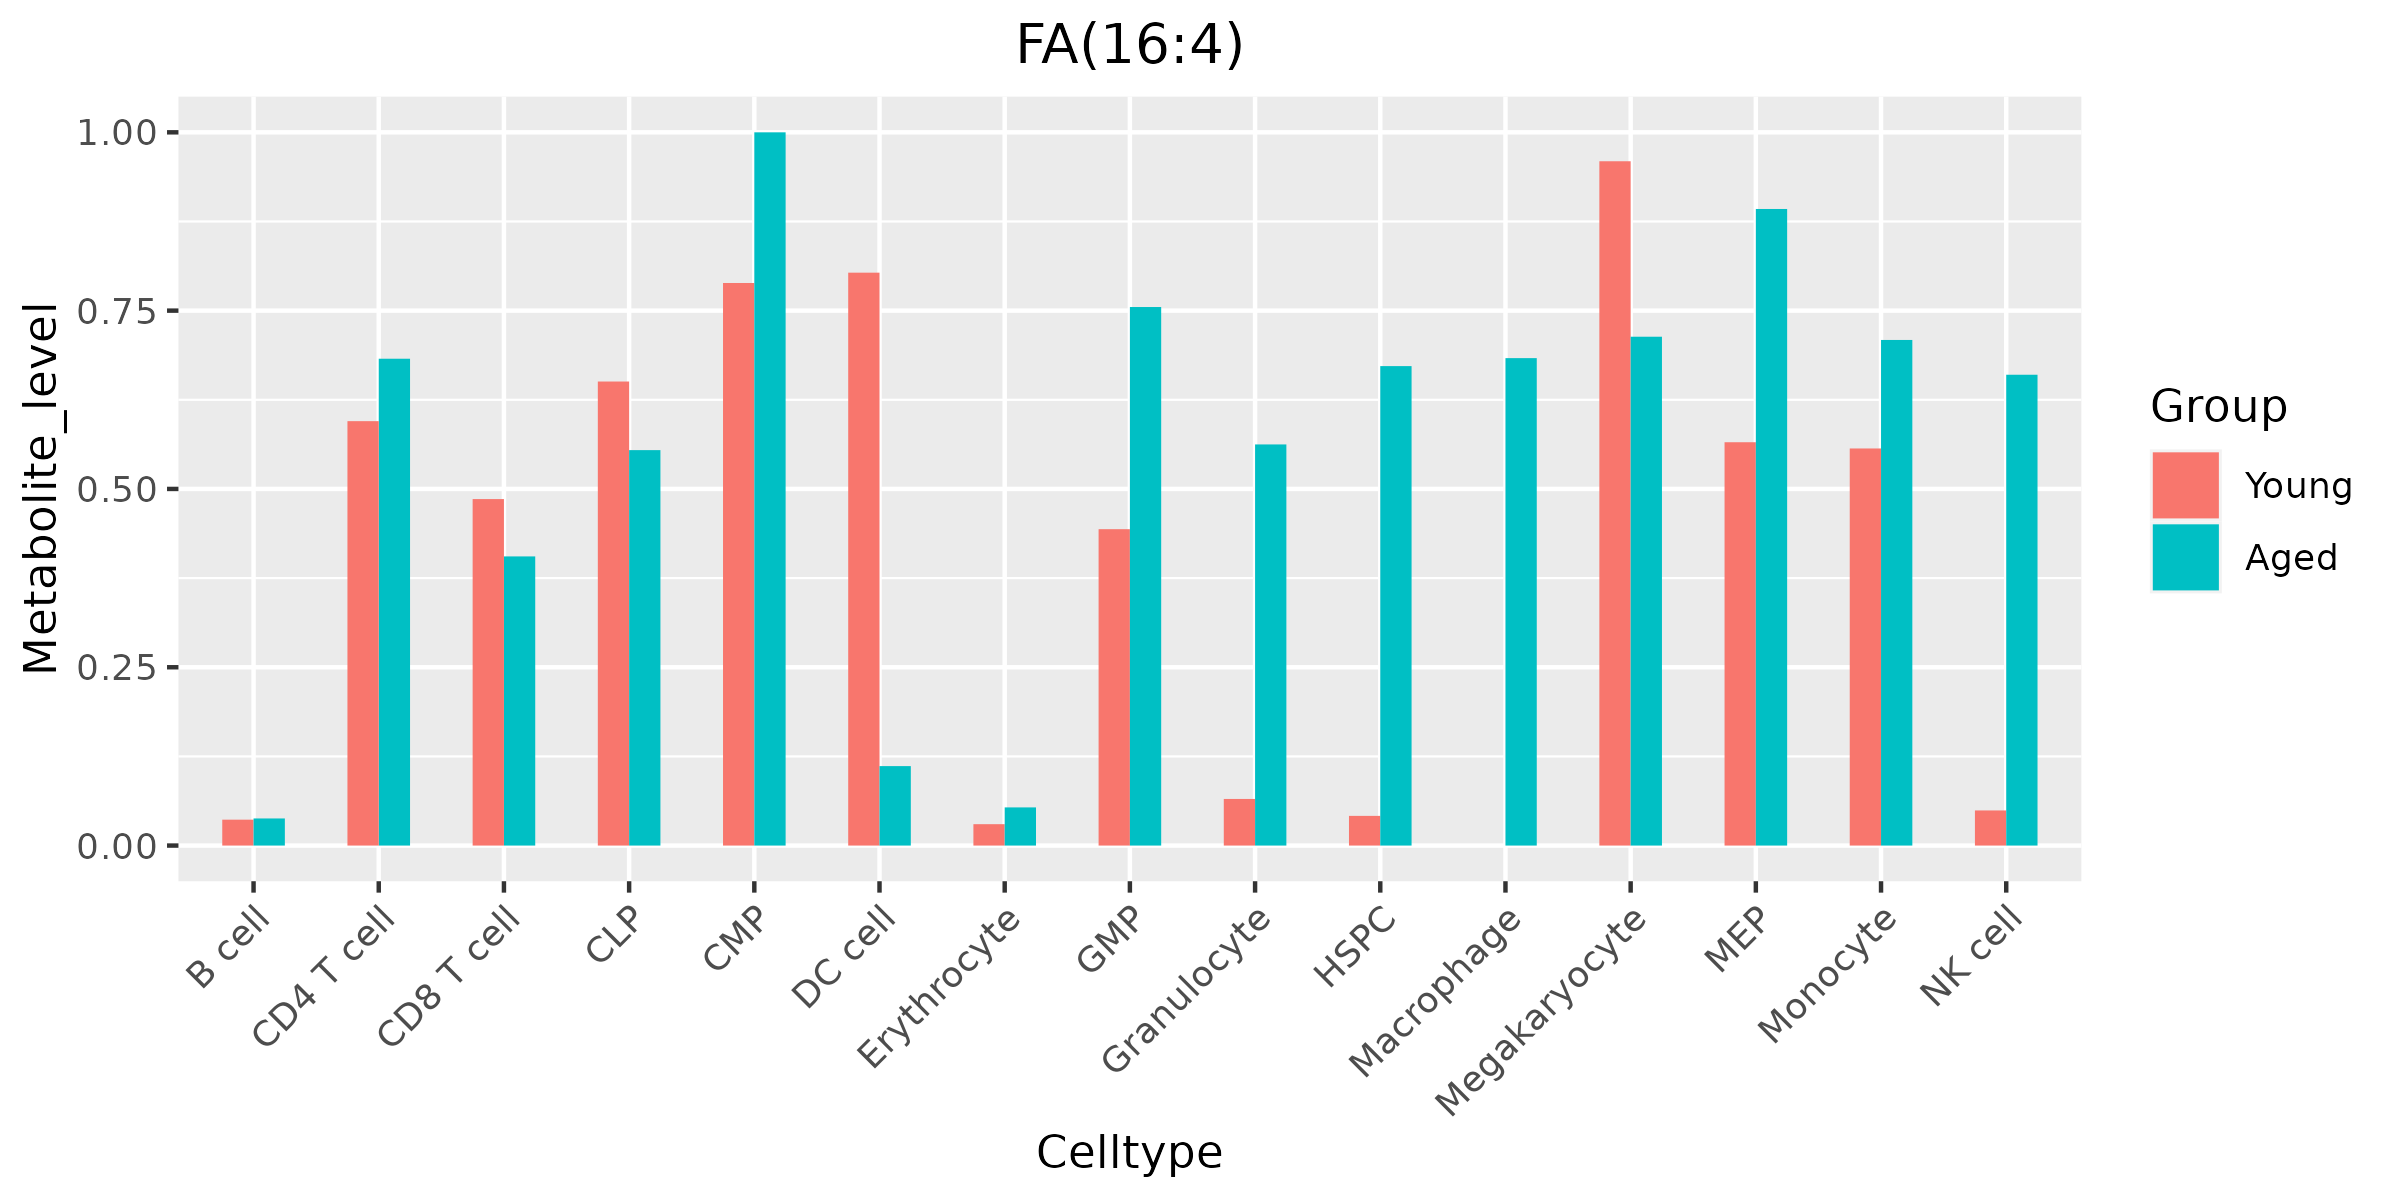 FA(16:4)
Metabolite_level
1.00
0.75
0.50
0.25
0.00
B cell
CD4 T cell
CD8 T cell
CLP
CMP
DC cell
Erythrocyte
GMP
Granulocyte
HSPC
Macrophage
Megakaryocyte
MEP
Monocyte
NK cell
Celltype
Group
Young
Aged